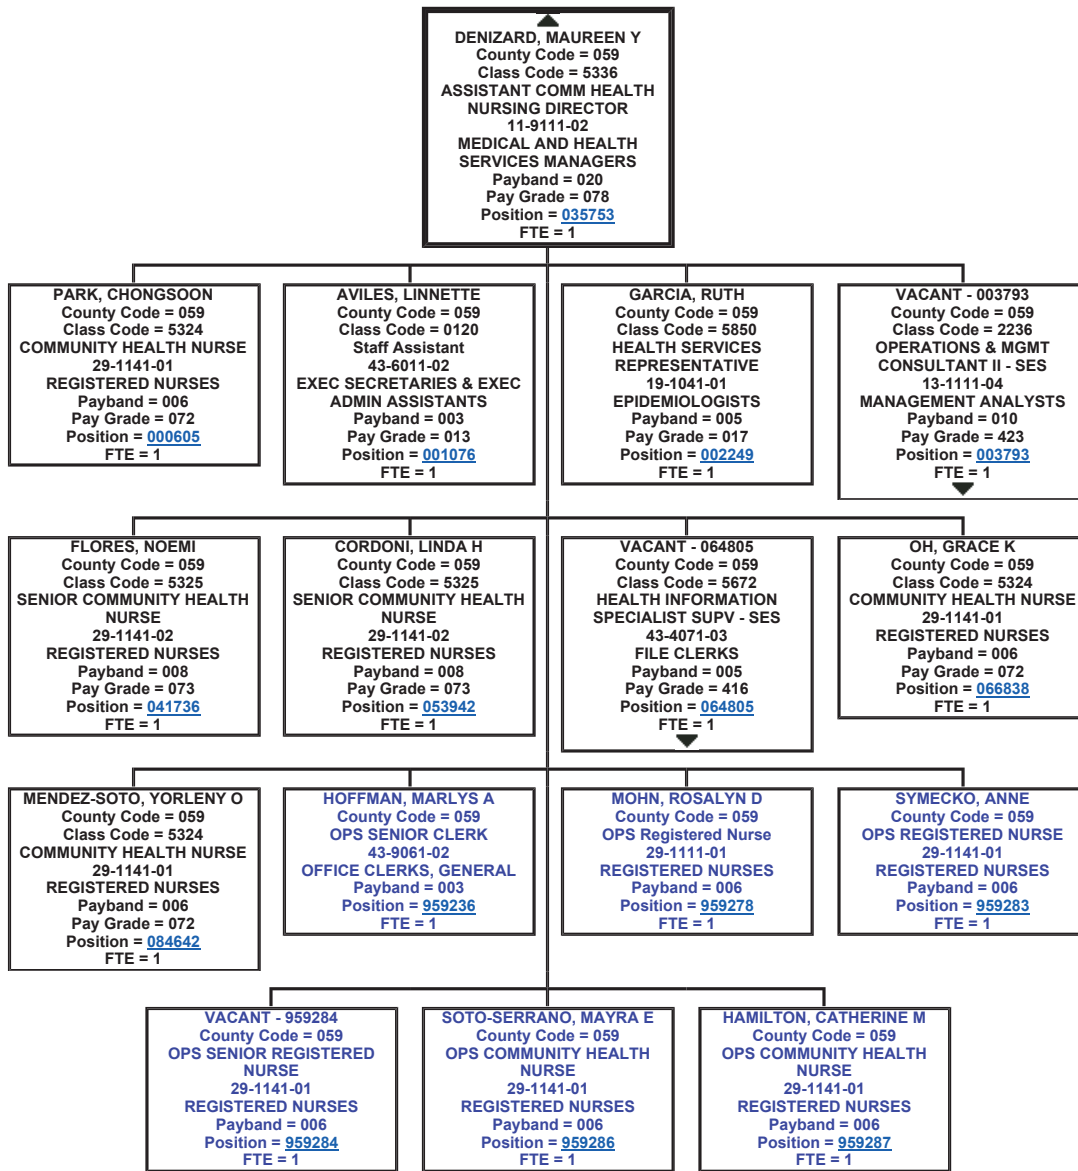 DENIZARD, MAUREEN Y
County Code = 059
Class Code = 5336
ASSISTANT COMM HEALTH
NURSING DIRECTOR
11-9111-02
MEDICAL AND HEALTH
SERVICES MANAGERS
Payband = 020
Pay Grade = 078
Position = 035753
FTE = 1
PARK, CHONGSOON
County Code = 059
Class Code = 5324
COMMUNITY HEALTH NURSE
29-1141-01
REGISTERED NURSES
Payband = 006
Pay Grade = 072
Position = 000605
FTE = 1
AVILES, LINNETTE
County Code = 059
Class Code = 0120
Staff Assistant
43-6011-02
EXEC SECRETARIES & EXEC
ADMIN ASSISTANTS
Payband = 003
Pay Grade = 013
Position = 001076
FTE = 1
GARCIA, RUTH
County Code = 059
Class Code = 5850
HEALTH SERVICES
REPRESENTATIVE
19-1041-01
EPIDEMIOLOGISTS
Payband = 005
Pay Grade = 017
Position = 002249
FTE = 1
VACANT - 003793
County Code = 059
Class Code = 2236
OPERATIONS & MGMT
CONSULTANT II - SES
13-1111-04
MANAGEMENT ANALYSTS
Payband = 010
Pay Grade = 423
Position = 003793
FTE = 1
FLORES, NOEMI
County Code = 059
Class Code = 5325
SENIOR COMMUNITY HEALTH
NURSE
29-1141-02
REGISTERED NURSES
Payband = 008
Pay Grade = 073
Position = 041736
FTE = 1
CORDONI, LINDA H
County Code = 059
Class Code = 5325
SENIOR COMMUNITY HEALTH
NURSE
29-1141-02
REGISTERED NURSES
Payband = 008
Pay Grade = 073
Position = 053942
FTE = 1
VACANT - 064805
County Code = 059
Class Code = 5672
HEALTH INFORMATION
SPECIALIST SUPV - SES
43-4071-03
FILE CLERKS
Payband = 005
Pay Grade = 416
Position = 064805
FTE = 1
OH, GRACE K
County Code = 059
Class Code = 5324
COMMUNITY HEALTH NURSE
29-1141-01
REGISTERED NURSES
Payband = 006
Pay Grade = 072
Position = 066838
FTE = 1
MENDEZ-SOTO, YORLENY O
County Code = 059
Class Code = 5324
COMMUNITY HEALTH NURSE
29-1141-01
REGISTERED NURSES
Payband = 006
Pay Grade = 072
Position = 084642
FTE = 1
HOFFMAN, MARLYS A
County Code = 059
OPS SENIOR CLERK
43-9061-02
OFFICE CLERKS, GENERAL
Payband = 003
Position = 959236
FTE = 1
MOHN, ROSALYN D
County Code = 059
OPS Registered Nurse
29-1111-01
REGISTERED NURSES
Payband = 006
Position = 959278
FTE = 1
SYMECKO, ANNE
County Code = 059
OPS REGISTERED NURSE
29-1141-01
REGISTERED NURSES
Payband = 006
Position = 959283
FTE = 1
VACANT - 959284
County Code = 059
OPS SENIOR REGISTERED
NURSE
29-1141-01
REGISTERED NURSES
Payband = 006
Position = 959284
FTE = 1
SOTO-SERRANO, MAYRA E
County Code = 059
OPS COMMUNITY HEALTH
NURSE
29-1141-01
REGISTERED NURSES
Payband = 006
Position = 959286
FTE = 1
HAMILTON, CATHERINE M
County Code = 059
OPS COMMUNITY HEALTH
NURSE
29-1141-01
REGISTERED NURSES
Payband = 006
Position = 959287
FTE = 1